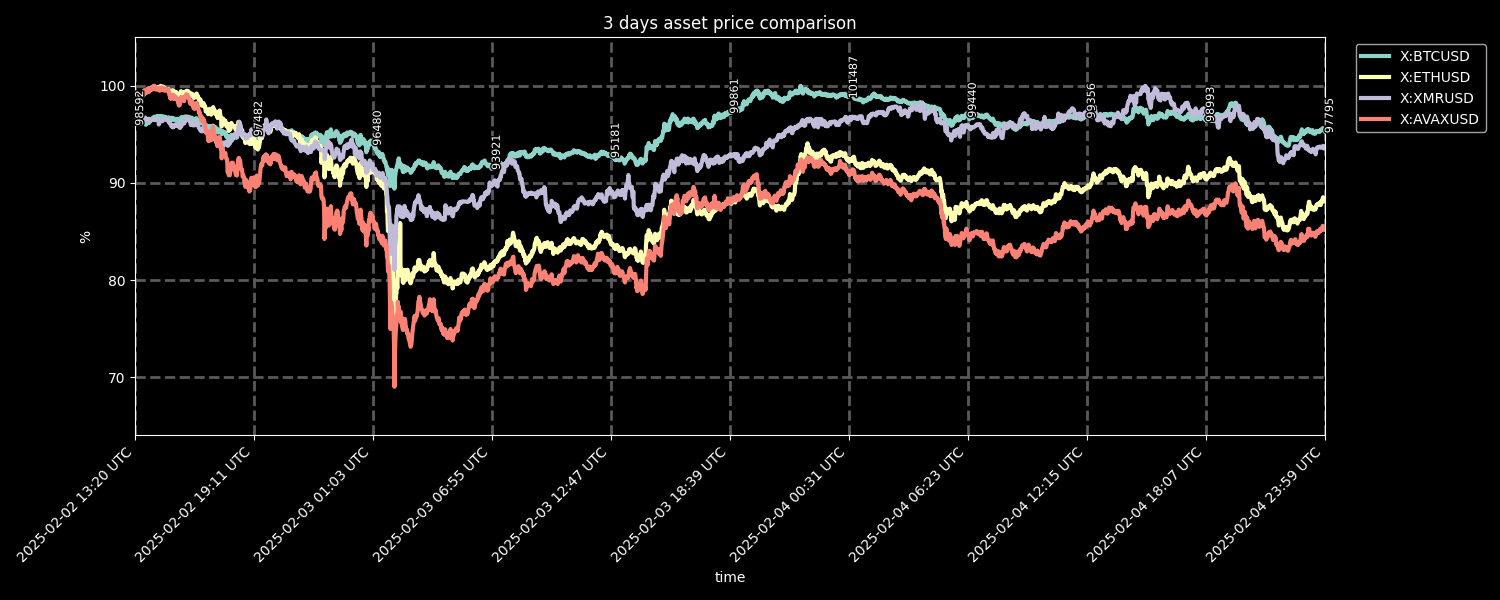 3 days asset price comparison
X:BTCUSD
X:ETHUSD
X:XMRUSD
X:AVAXUSD
100
90
80
70
%
98592
97482
96480
93921
95181
99861
101487
99440
99356
98993
97795
2025-02-02 13:20 UTC
2025-02-02 19:11 UTC
2025-02-03 01:03 UTC
2025-02-03 06:55 UTC
2025-02-03 12:47 UTC
2025-02-03 18:39 UTC
2025-02-04 00:31 UTC
2025-02-04 06:23 UTC
2025-02-04 12:15 UTC
2025-02-04 18:07 UTC
2025-02-04 23:59 UTC
time